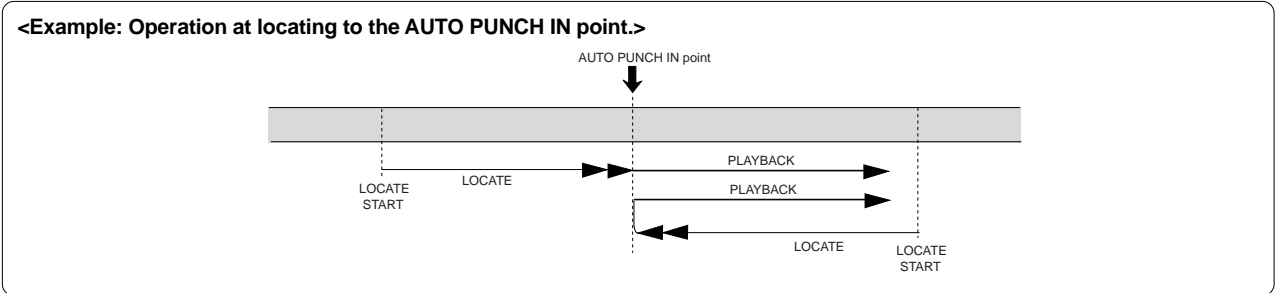 <Example: Operation at locating to the AUTO PUNCH IN point.>
AUTO PUNCH IN point
PLAYBACK
LOCATE
LOCATE
START
PLAYBACK
LOCATE
LOCATE
START